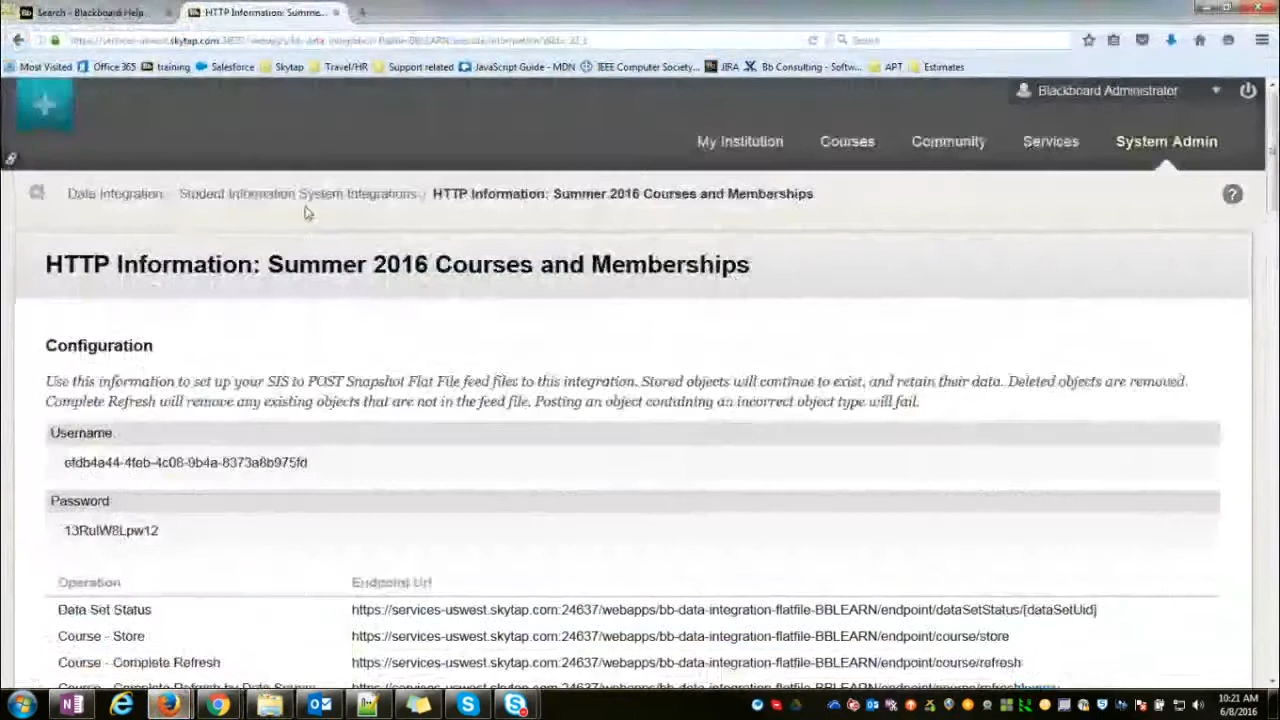 Search - Blackboard Help
HTTP Information: Summe...
Search
Most Visited Office 365 training Salesforce Skytap Travel/HR Support related JavaScript Guide - MDN IEEE Computer Society... JIRA Bb Consulting - Softw... APT Estimates
Blackboard Administrator
My Institution Courses Community Services System Admin
Data Integration Student Information System Integrations HTTP Information: Summer 2016 Courses and Memberships
HTTP Information: Summer 2016 Courses and Memberships
Configuration
Use this information to set up your SIS to POST Snapshot Flat File feed files to this integration. Stored objects will continue to exist, and retain their data. Deleted objects are removed.
Complete Refresh will remove any existing objects that are not in the feed file. Posting an object containing an incorrect object type will fail.
Username
Password
Operation Endpoint Url
Data Set Status https://services-uswest.skytap.com:24637/webapps/bb-data-integration-flatfile-BBLEARN/endpoint/dataSetStatus/[dataSetUid]
Course - Store https://services-uswest.skytap.com:24637/webapps/bb-data-integration-flatfile-BBLEARN/endpoint/course/store
Course - Complete Refresh https://services-uswest.skytap.com:24637/webapps/bb-data-integration-flatfile-BBLEARN/endpoint/course/refresh
10:21 AM
6/8/2016